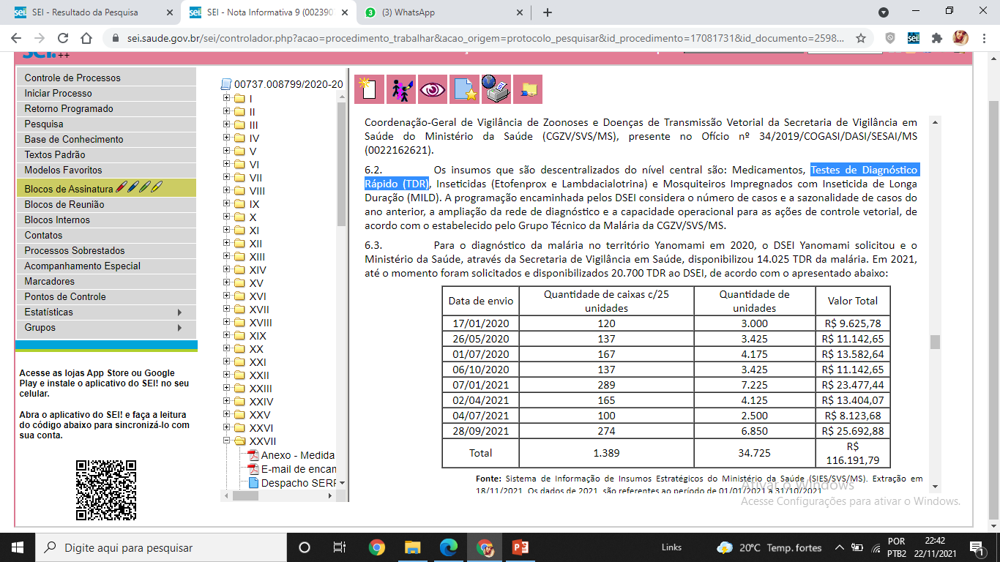 SEI - Resultado da Pesquisa
SEI - Nota Informativa 9 (002390
(3) WhatsApp
sei.saude.gov.br/sei/controlador.php?acao=procedimento_trabalhar&acao_origem=protocolo_pesquisar&id_procedimento=17081731&id_documento=2598...
sei! ++
Controle de Processos
Iniciar Processo
Retorno Programado
Pesquisa
Base de Conhecimento
Textos Padrão
Modelos Favoritos
Blocos de Assinatura
Blocos de Reunião
Blocos Internos
Contatos
Processos Sobrestados
Acompanhamento Especial
Marcadores
Pontos de Controle
Estatísticas
Grupos
Acesse as lojas App Store ou Google
Play e instale o aplicativo do SEI! no seu
celular.
Abra o aplicativo do SEI! e faça a leitura
do código abaixo para sincronizá-lo com
sua conta.
00737.008799/2020-20
I
II
III
IV
V
VI
VII
VIII
IX
X
XI
XII
XIII
XIV
XV
XVI
XVII
XVIII
XIX
XX
XXI
XXII
XXIII
XXIV
XXV
XXVI
XXVII
Anexo - Medida
E-mail de encam
Despacho SERF
Coordenação-Geral de Vigilância de Zoonoses e Doenças de Transmissão Vetorial da Secretaria de Vigilância em
Saúde do Ministério da Saúde (CGZV/SVS/MS), presente no Ofício nº 34/2019/COGASI/DASI/SESAI/MS
(0022162621).
6.2. Os insumos que são descentralizados do nível central são: Medicamentos, Testes de Diagnóstico
Rápido (TDR), Inseticidas (Etofenprox e Lambdacialotrina) e Mosquiteiros Impregnados com Inseticida de Longa
Duração (MILD). A programação encaminhada pelos DSEI considera o número de casos e a sazonalidade de casos do
ano anterior, a ampliação da rede de diagnóstico e a capacidade operacional para as ações de controle vetorial, de
acordo com o estabelecido pelo Grupo Técnico da Malária da CGZV/SVS/MS.
6.3. Para o diagnóstico da malária no território Yanomami em 2020, o DSEI Yanomami solicitou e o
Ministério da Saúde, através da Secretaria de Vigilância em Saúde, disponibilizou 14.025 TDR da malária. Em 2021,
até o momento foram solicitados e disponibilizados 20.700 TDR ao DSEI, de acordo com o apresentado abaixo:
Data de envio Quantidade de caixas c/25 unidades Quantidade de unidades Valor Total
17/01/2020 120 3.000 R$ 9.625,78
26/05/2020 137 3.425 R$ 11.142,65
01/07/2020 167 4.175 R$ 13.582,64
06/10/2020 137 3.425 R$ 11.142,65
07/01/2021 289 7.225 R$ 23.477,44
02/04/2021 165 4.125 R$ 13.404,07
04/07/2021 100 2.500 R$ 8.123,68
28/09/2021 274 6.850 R$ 25.692,88
Total 1.389 34.725 R$ 116.191,79
Fonte: Sistema de Informação de Insumos Estratégicos do Ministério da Saúde (SIES/SVS/MS). Extração em
18/11/2021. Os dados de 2021, são referentes ao período de 01/01/2021 a 31/10/2021.
Ativar o Windows
Acesse Configurações para ativar o Windows.
Digite aqui para pesquisar
Links
20ºC Temp. fortes
POR
PTB2
22:42
22/11/2021
1